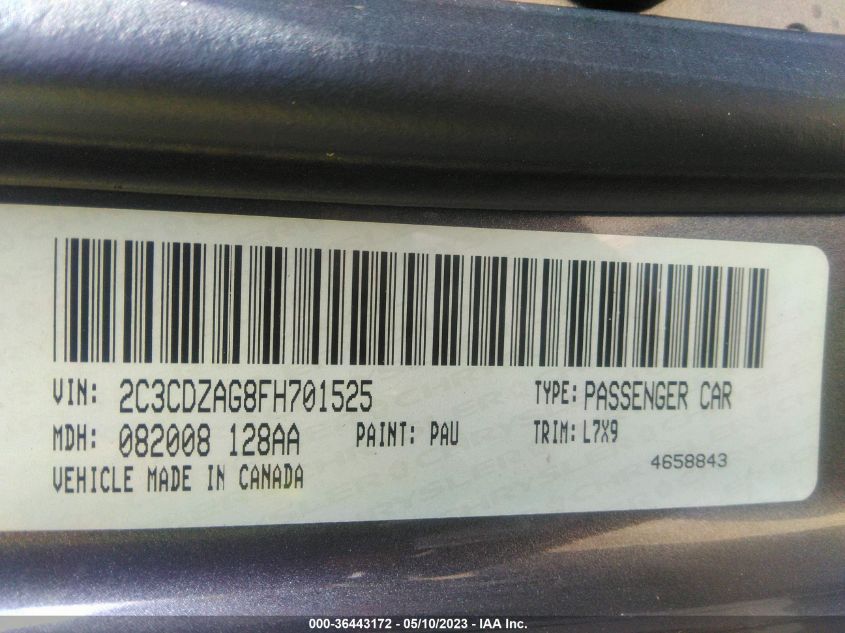 VIN: 2C3CDZAG8FH701525 TYPE: PASSENGER CAR
MDH: 082008 128AA PAINT: PAU TRIM: L7X9
VEHICLE MADE IN CANADA 4658843
000-36443172 - 05/10/2023 - IAA Inc.